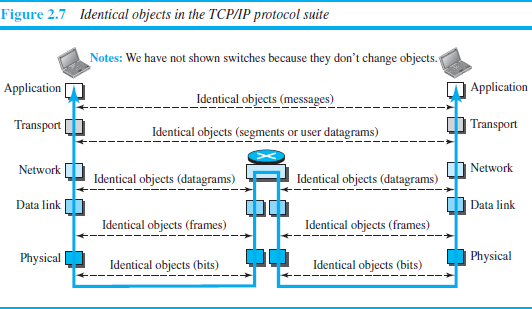 Figure 2.7 Identical objects in the TCP/IP protocol suite
Notes: We have not shown switches because they don't change objects.
Application Application
Identical objects (messages)
Transport Transport
Identical objects (segments or user datagrams)
Network Network
Identical objects (datagrams) Identical objects (datagrams)
Data link Data link
Identical objects (frames) Identical objects (frames)
Physical Physical
Identical objects (bits) Identical objects (bits)